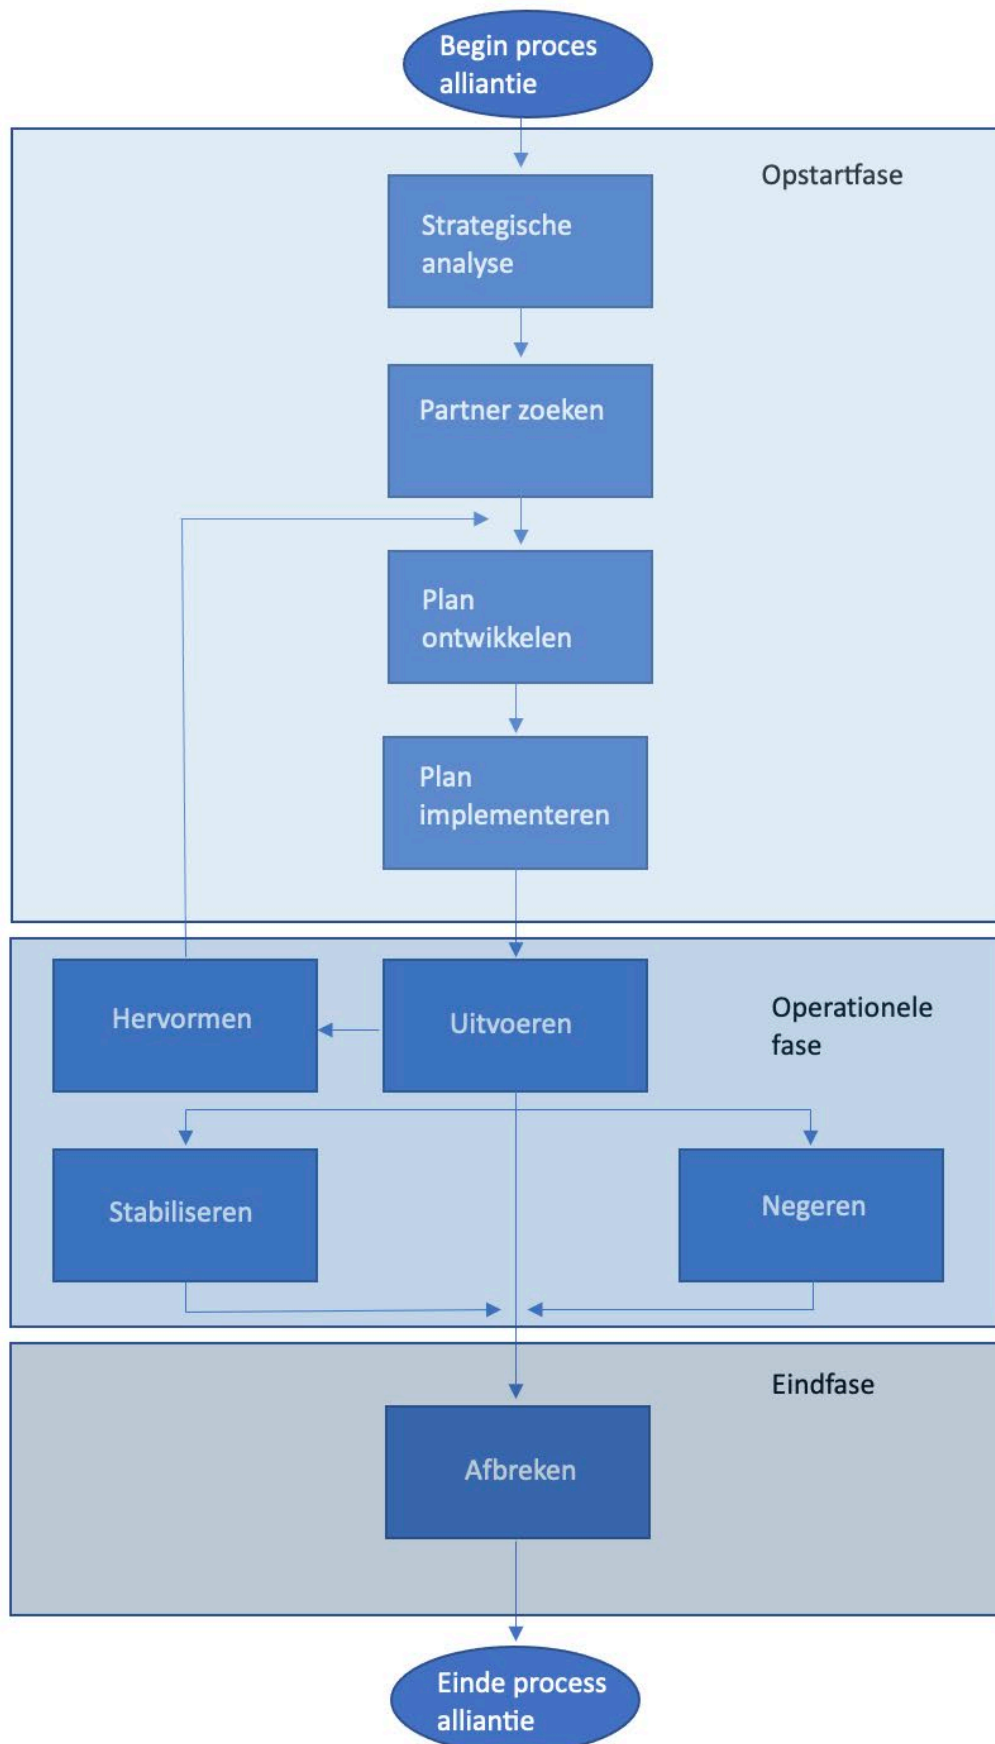 Begin proces
alliantie
Opstartfase
Strategische
analyse
Partner zoeken
Plan
ontwikkelen
Plan
implementeren
Hervormen
Uitvoeren
Operationele
fase
Stabiliseren
Negeren
Eindfase
Afbreken
Einde process
alliantie